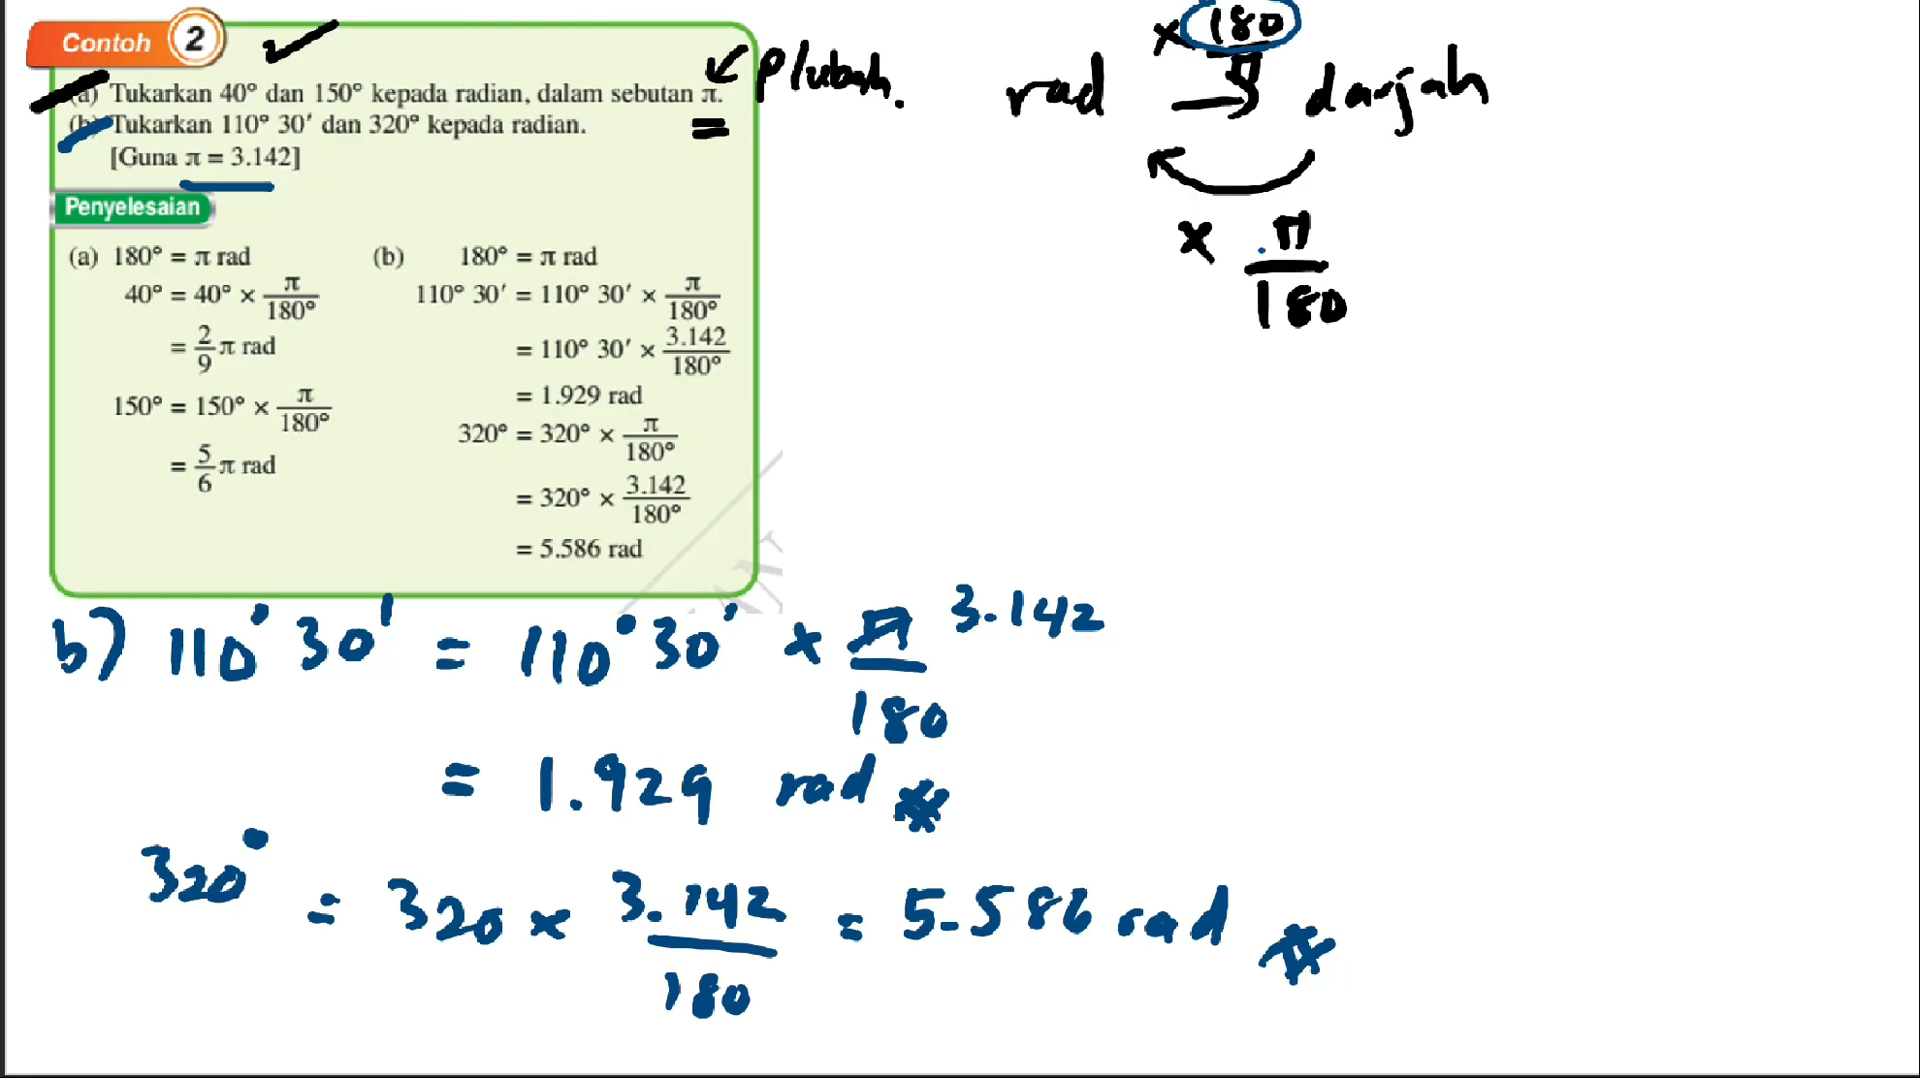 Contoh 2
(a) Tukarkan 40° dan 150° kepada radian, dalam sebutan π.
(b) Tukarkan 110° 30′ dan 320° kepada radian.
[Guna π = 3.142]
Penyelesaian
(a) 180° = π rad
40° = 40° × π/180°
= 2/9 π rad
150° = 150° × π/180°
= 5/6 π rad
(b) 180° = π rad
110° 30′ = 110° 30′ × π/180°
= 110° 30′ × 3.142/180°
= 1.929 rad
320° = 320° × π/180°
= 320° × 3.142/180°
= 5.586 rad
P/ubah.
× 180/π
rad → darjah
× π/180
b) 110° 30' = 110° 30' × π/180 3.142
= 1.929 rad
320° = 320 × 3.142/180 = 5.586 rad